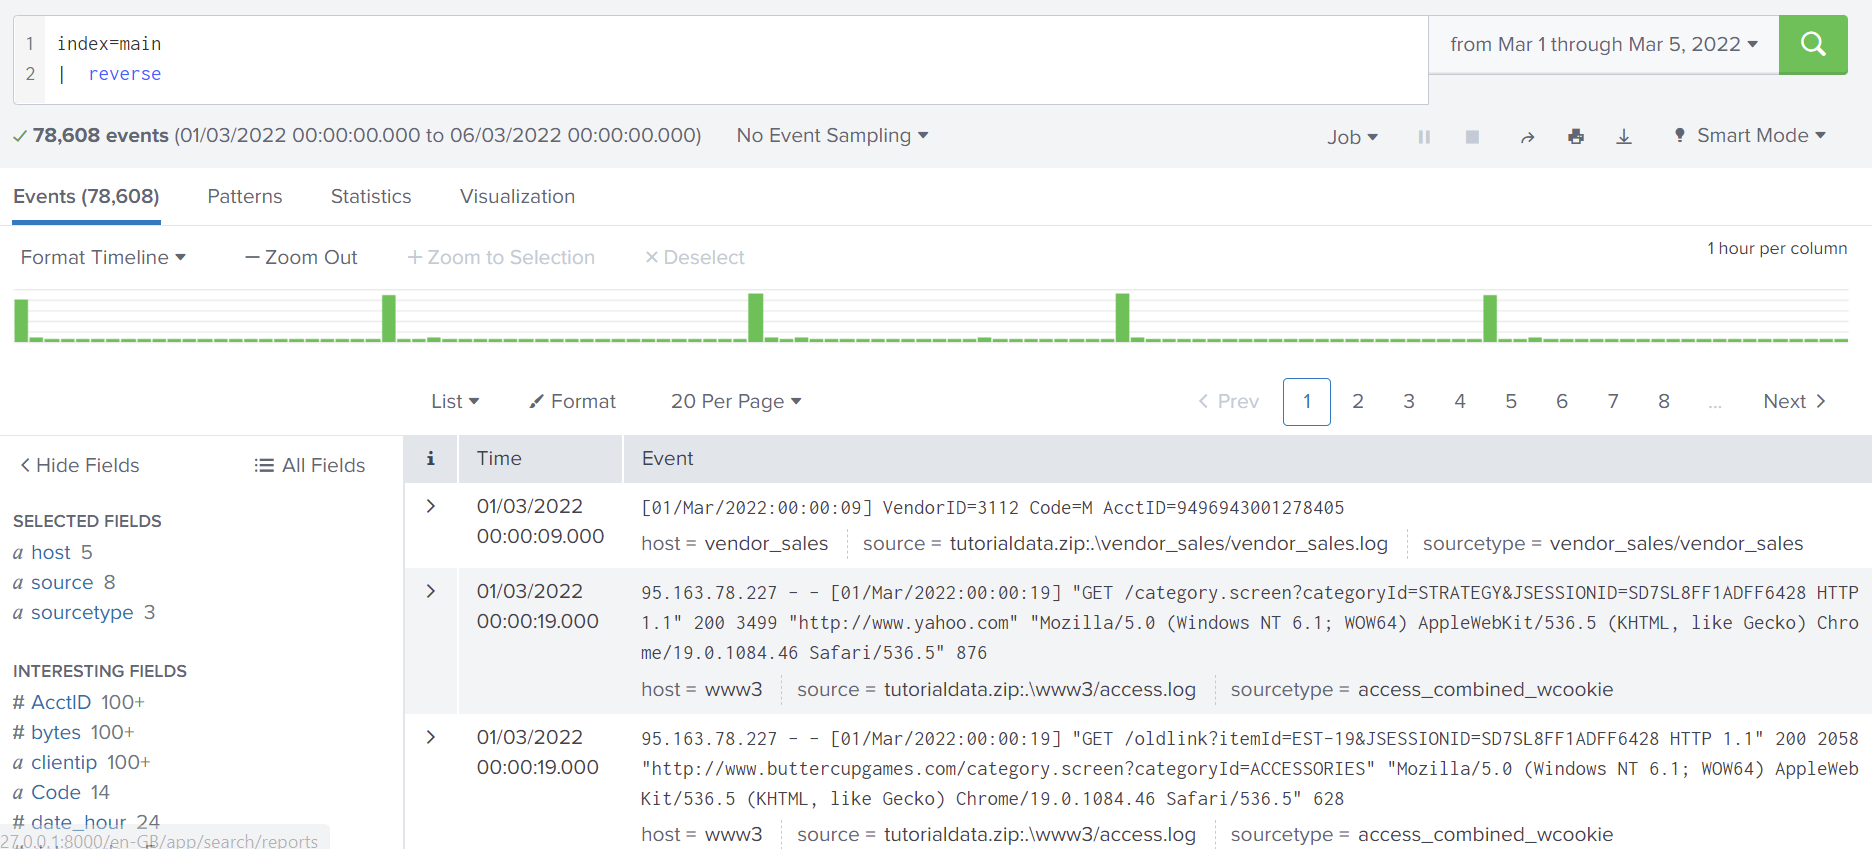 1 index=main
2 | reverse
from Mar 1 through Mar 5, 2022
78,608 events (01/03/2022 00:00:00.000 to 06/03/2022 00:00:00.000) No Event Sampling
Job Smart Mode
Events (78,608) Patterns Statistics Visualization
Format Timeline — Zoom Out + Zoom to Selection × Deselect
1 hour per column
List Format 20 Per Page
< Prev 1 2 3 4 5 6 7 8 ... Next >
< Hide Fields All Fields
SELECTED FIELDS
a host 5
a source 8
a sourcetype 3
INTERESTING FIELDS
# AcctID 100+
# bytes 100+
a clientip 100+
a Code 14
# date_hour 24
27.0.0.1:8000/en-GB/app/search/reports
i Time Event
> 01/03/2022
00:00:09.000
[01/Mar/2022:00:00:09] VendorID=3112 Code=M AcctID=9496943001278405
host = vendor_sales source = tutorialdata.zip:.\vendor_sales/vendor_sales.log sourcetype = vendor_sales/vendor_sales
> 01/03/2022
00:00:19.000
95.163.78.227 - - [01/Mar/2022:00:00:19] "GET /category.screen?categoryId=STRATEGY&JSESSIONID=SD7SL8FF1ADFF6428 HTTP
1.1" 200 3499 "http://www.yahoo.com" "Mozilla/5.0 (Windows NT 6.1; WOW64) AppleWebKit/536.5 (KHTML, like Gecko) Chro
me/19.0.1084.46 Safari/536.5" 876
host = www3 source = tutorialdata.zip:.\www3/access.log sourcetype = access_combined_wcookie
> 01/03/2022
00:00:19.000
95.163.78.227 - - [01/Mar/2022:00:00:19] "GET /oldlink?itemId=EST-19&JSESSIONID=SD7SL8FF1ADFF6428 HTTP 1.1" 200 2058
"http://www.buttercupgames.com/category.screen?categoryId=ACCESSORIES" "Mozilla/5.0 (Windows NT 6.1; WOW64) AppleWeb
Kit/536.5 (KHTML, like Gecko) Chrome/19.0.1084.46 Safari/536.5" 628
host = www3 source = tutorialdata.zip:.\www3/access.log sourcetype = access_combined_wcookie